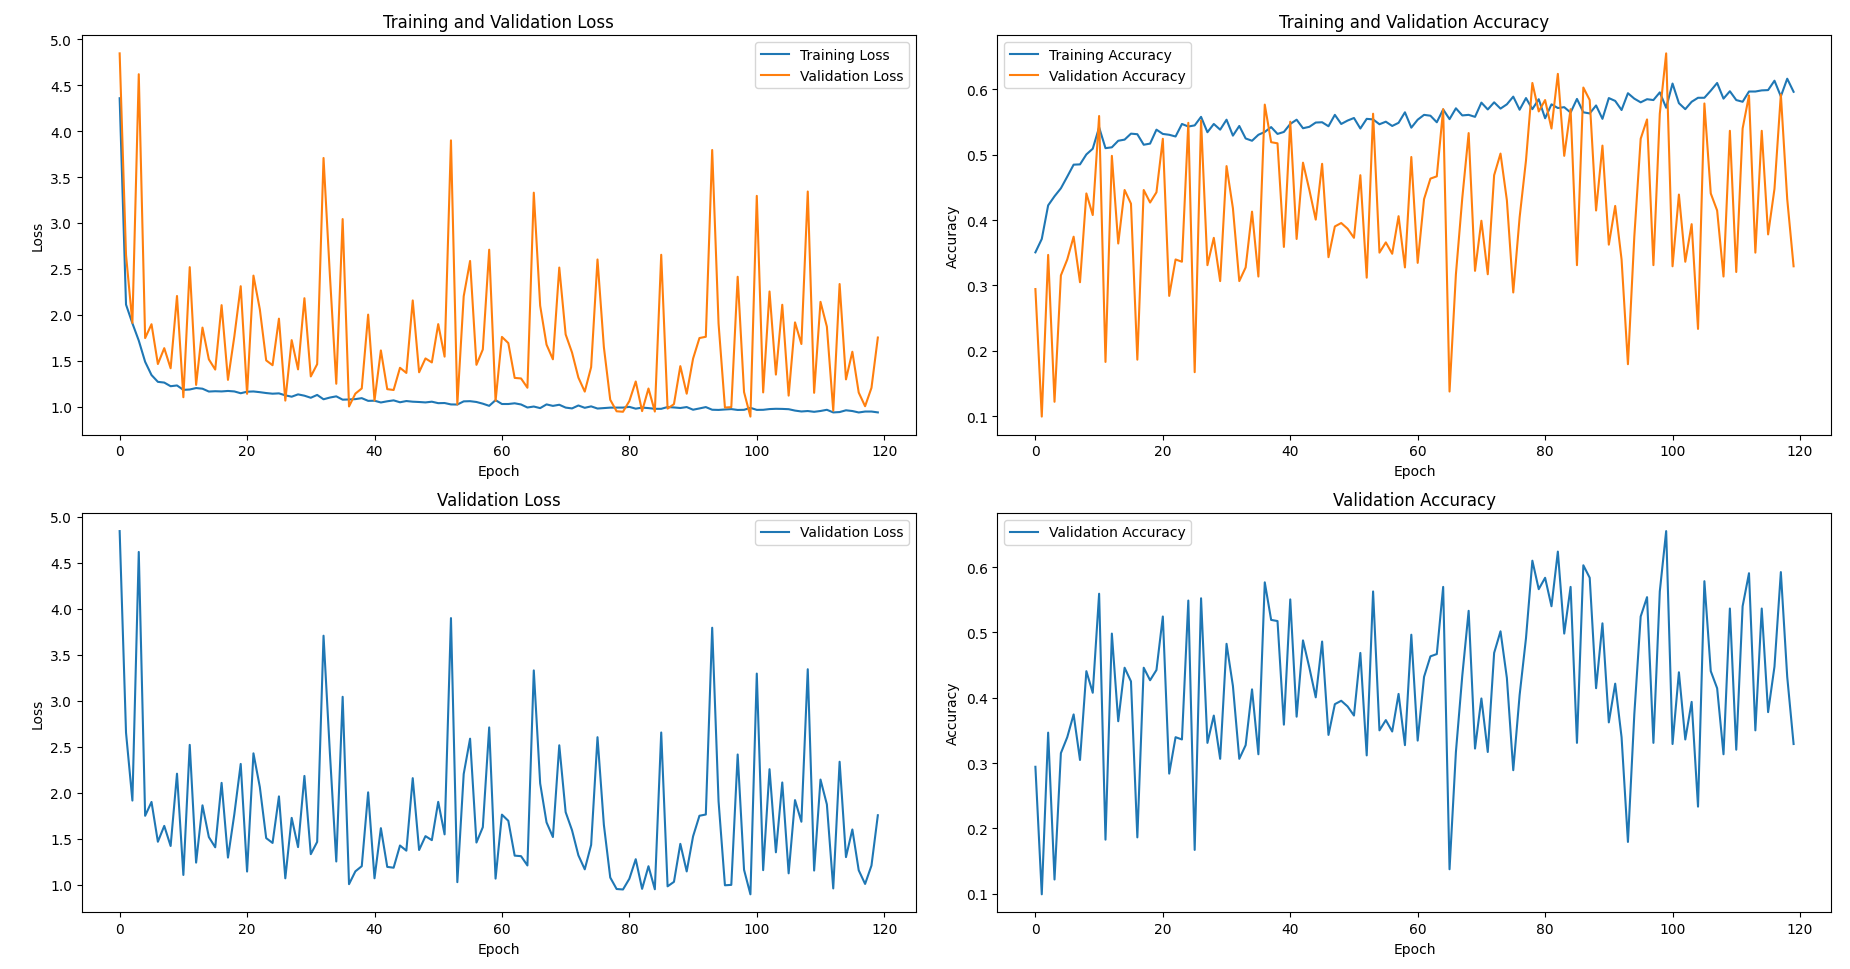 Training and Validation Loss
5.0
4.5
4.0
3.5
3.0
2.5
2.0
1.5
1.0
Loss
Training Loss
Validation Loss
0 20 40 60 80 100 120
Epoch
Training and Validation Accuracy
0.6
0.5
0.4
0.3
0.2
0.1
Accuracy
Training Accuracy
Validation Accuracy
0 20 40 60 80 100 120
Epoch
Validation Loss
5.0
4.5
4.0
3.5
3.0
2.5
2.0
1.5
1.0
Loss
Validation Loss
0 20 40 60 80 100 120
Epoch
Validation Accuracy
0.6
0.5
0.4
0.3
0.2
0.1
Accuracy
Validation Accuracy
0 20 40 60 80 100 120
Epoch